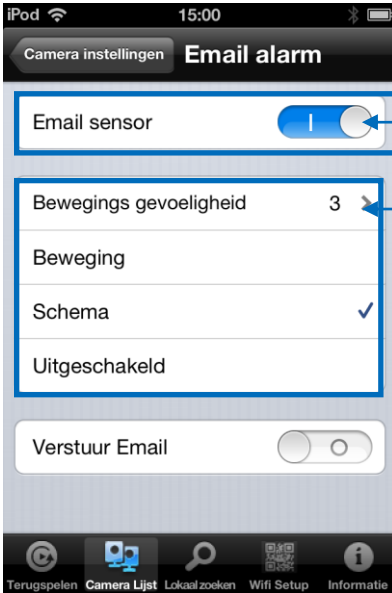 iPod 15:00
Camera instellingen Email alarm
Email sensor
Bewegings gevoeligheid 3
Beweging
Schema
Uitgeschakeld
Verstuur Email
Terugspelen Camera Lijst Lokaal zoeken Wifi Setup Informatie